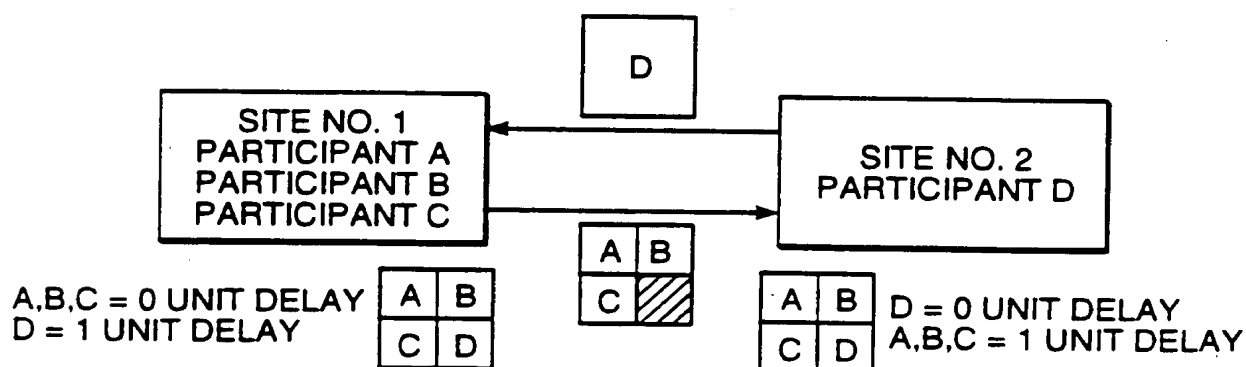 D
SITE NO. 1
PARTICIPANT A
PARTICIPANT B
PARTICIPANT C
SITE NO. 2
PARTICIPANT D
A B
C
A,B,C = 0 UNIT DELAY
D = 1 UNIT DELAY
A B
C D
A B
C D
D = 0 UNIT DELAY
A,B,C = 1 UNIT DELAY